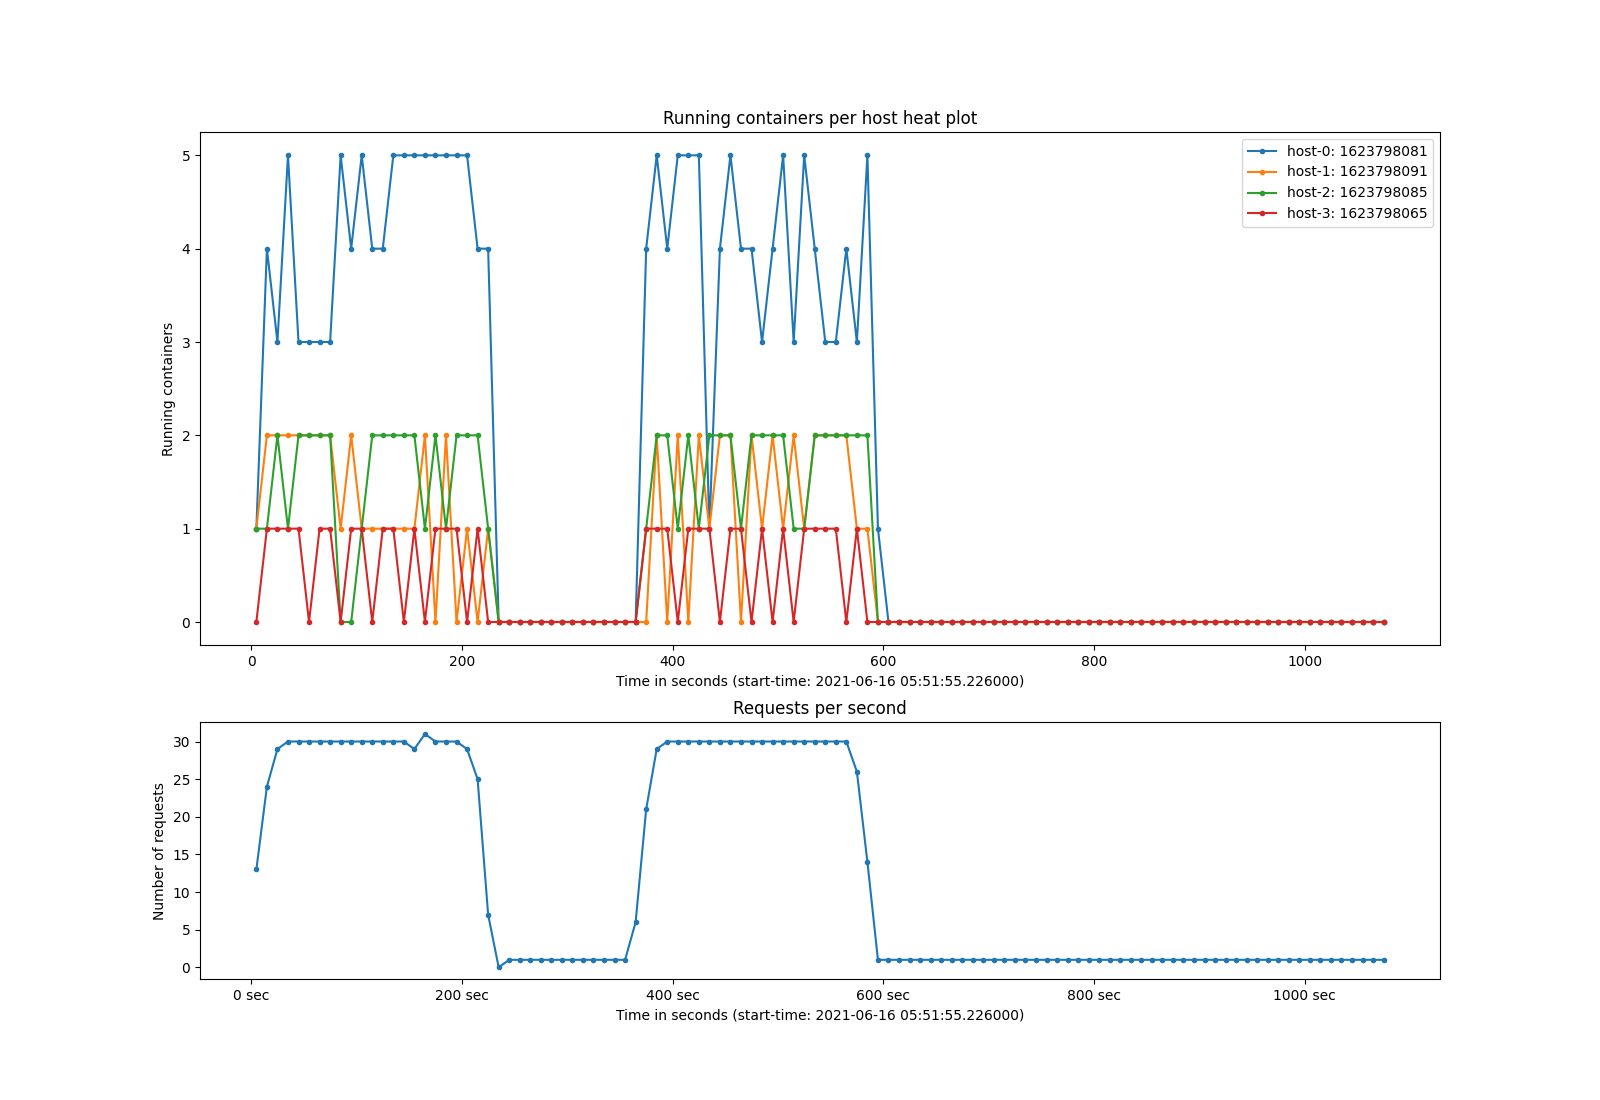 Running containers per host heat plot
host-0: 1623798081
host-1: 1623798091
host-2: 1623798085
host-3: 1623798065
Running containers
5
4
3
2
1
0
0 200 400 600 800 1000
Time in seconds (start-time: 2021-06-16 05:51:55.226000)
Requests per second
Number of requests
30
25
20
15
10
5
0
0 sec 200 sec 400 sec 600 sec 800 sec 1000 sec
Time in seconds (start-time: 2021-06-16 05:51:55.226000)